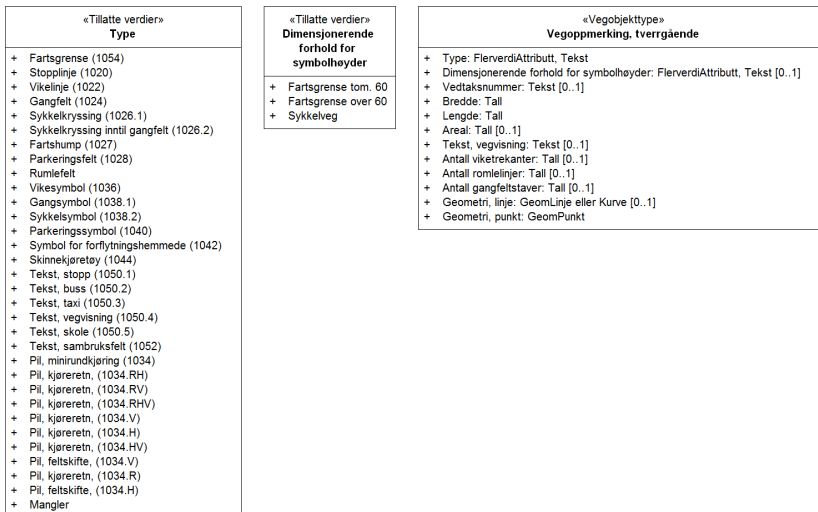 «Tillatte verdier»
Type
+ Fartsgrense (1054)
+ Stopplinje (1020)
+ Vikelinje (1022)
+ Gangfelt (1024)
+ Sykkelkryssing (1026.1)
+ Sykkelkryssing inntil gangfelt (1026.2)
+ Fartshump (1027)
+ Parkeringsfelt (1028)
+ Rumlefelt
+ Vikesymbol (1036)
+ Gangsymbol (1038.1)
+ Sykkelsymbol (1038.2)
+ Parkeringssymbol (1040)
+ Symbol for forflytningshemmede (1042)
+ Skinnekjøretøy (1044)
+ Tekst, stopp (1050.1)
+ Tekst, buss (1050.2)
+ Tekst, taxi (1050.3)
+ Tekst, vegvisning (1050.4)
+ Tekst, skole (1050.5)
+ Tekst, sambruksfelt (1052)
+ Pil, minirundkjøring (1034)
+ Pil, kjøreretn, (1034.RH)
+ Pil, kjøreretn, (1034.RV)
+ Pil, kjøreretn, (1034.RHV)
+ Pil, kjøreretn, (1034.V)
+ Pil, kjøreretn, (1034.H)
+ Pil, kjøreretn, (1034.HV)
+ Pil, feltskifte, (1034.V)
+ Pil, kjøreretn, (1034.R)
+ Pil, feltskifte, (1034.H)
+ Mangler
«Tillatte verdier»
Dimensjonerende
forhold for
symbolhøyder
+ Fartsgrense tom. 60
+ Fartsgrense over 60
+ Sykkelveg
«Vegobjekttype»
Vegoppmerking, tverrgående
+ Type: FlerverdiAttributt, Tekst
+ Dimensjonerende forhold for symbolhøyder: FlerverdiAttributt, Tekst [0..1]
+ Vedtaksnummer: Tekst [0..1]
+ Bredde: Tall
+ Lengde: Tall
+ Areal: Tall [0..1]
+ Tekst, vegvisning: Tekst [0..1]
+ Antall viketrekanter: Tall [0..1]
+ Antall romlelinjer: Tall [0..1]
+ Antall gangfeltstaver: Tall [0..1]
+ Geometri, linje: GeomLinje eller Kurve [0..1]
+ Geometri, punkt: GeomPunkt